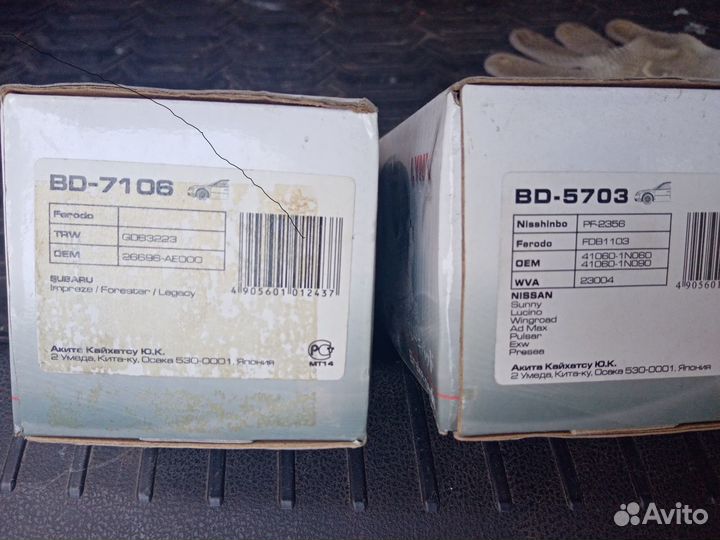 BD-7106
Ferodo
TRW GDB3223
OEM 26696-AE000
SUBARU
Impreza / Forester / Legacy
4 905601 012437
Акита Кайхатсу Ю.К.
2 Умеда, Кита-ку, Осака 530-0001, Япония
МТ14
BD-5703
Nisshinbo PF-2356
Ferodo FDB1103
OEM 41060-1N060
41060-1N090
WVA 23004
4 905601
NISSAN
Sunny
Lucino
Wingroad
Ad Max
Pulsar
Exw
Presea
Акита Кайхатсу Ю.К.
2 Умеда, Кита-ку, Осака 530-0001, Япония
Avito